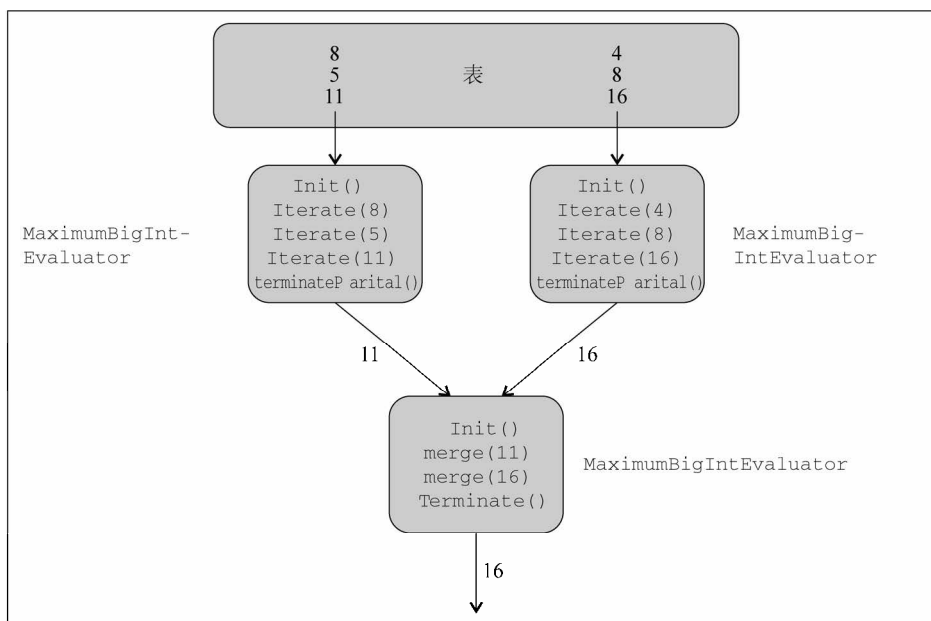 8
5
11
表
4
8
16
MaximumBigInt-
Evaluator
Init()
Iterate(8)
Iterate(5)
Iterate(11)
terminateP arital()
Init()
Iterate(4)
Iterate(8)
Iterate(16)
terminateP arital()
MaximumBig-
IntEvaluator
11
16
Init()
merge(11)
merge(16)
Terminate()
MaximumBigIntEvaluator
16